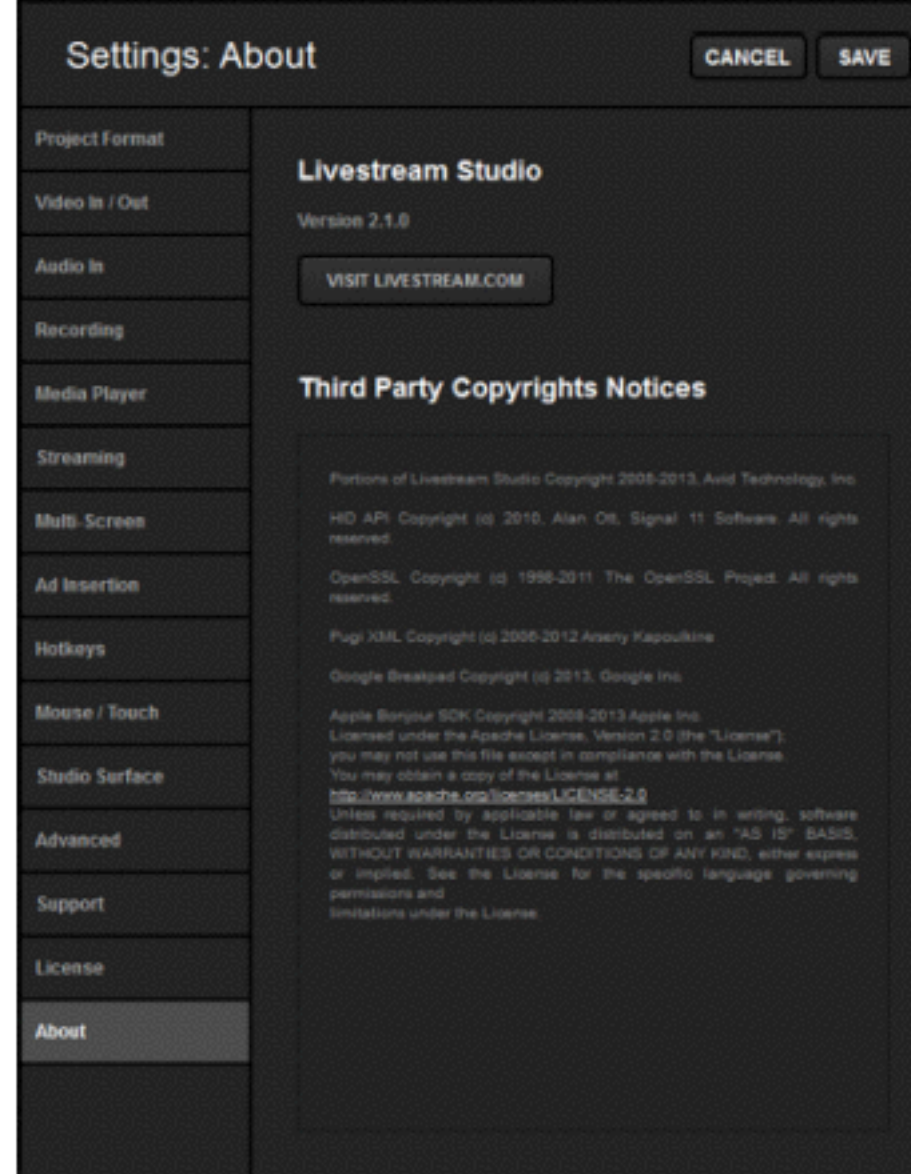 Settings: About
CANCEL
SAVE
Project Format
Video In / Out
Audio In
Recording
Media Player
Streaming
Multi-Screen
Ad Insertion
Hotkeys
Mouse / Touch
Studio Surface
Advanced
Support
License
About
Livestream Studio
Version 2.1.0
VISIT LIVESTREAM.COM
Third Party Copyrights Notices
Portions of Livestream Studio Copyright 2006-2013, Avid Technology, Inc.
HID API Copyright (c) 2010, Alan Ott, Signal 11 Software. All rights
reserved.
OpenSSL Copyright (c) 1998-2011 The OpenSSL Project. All rights
reserved.
Pugi XML Copyright (c) 2006-2012 Arseny Kapoulkine
Google Breakpad Copyright (c) 2013, Google Inc.
Apple Bonjour SDK Copyright 2008-2013 Apple Inc.
Licensed under the Apache License, Version 2.0 (the "License");
you may not use this file except in compliance with the License.
You may obtain a copy of the License at
http://www.apache.org/licenses/LICENSE-2.0
Unless required by applicable law or agreed to in writing, software
distributed under the License is distributed on an "AS IS" BASIS,
WITHOUT WARRANTIES OR CONDITIONS OF ANY KIND, either express
or implied. See the License for the specific language governing
permissions and
limitations under the License.